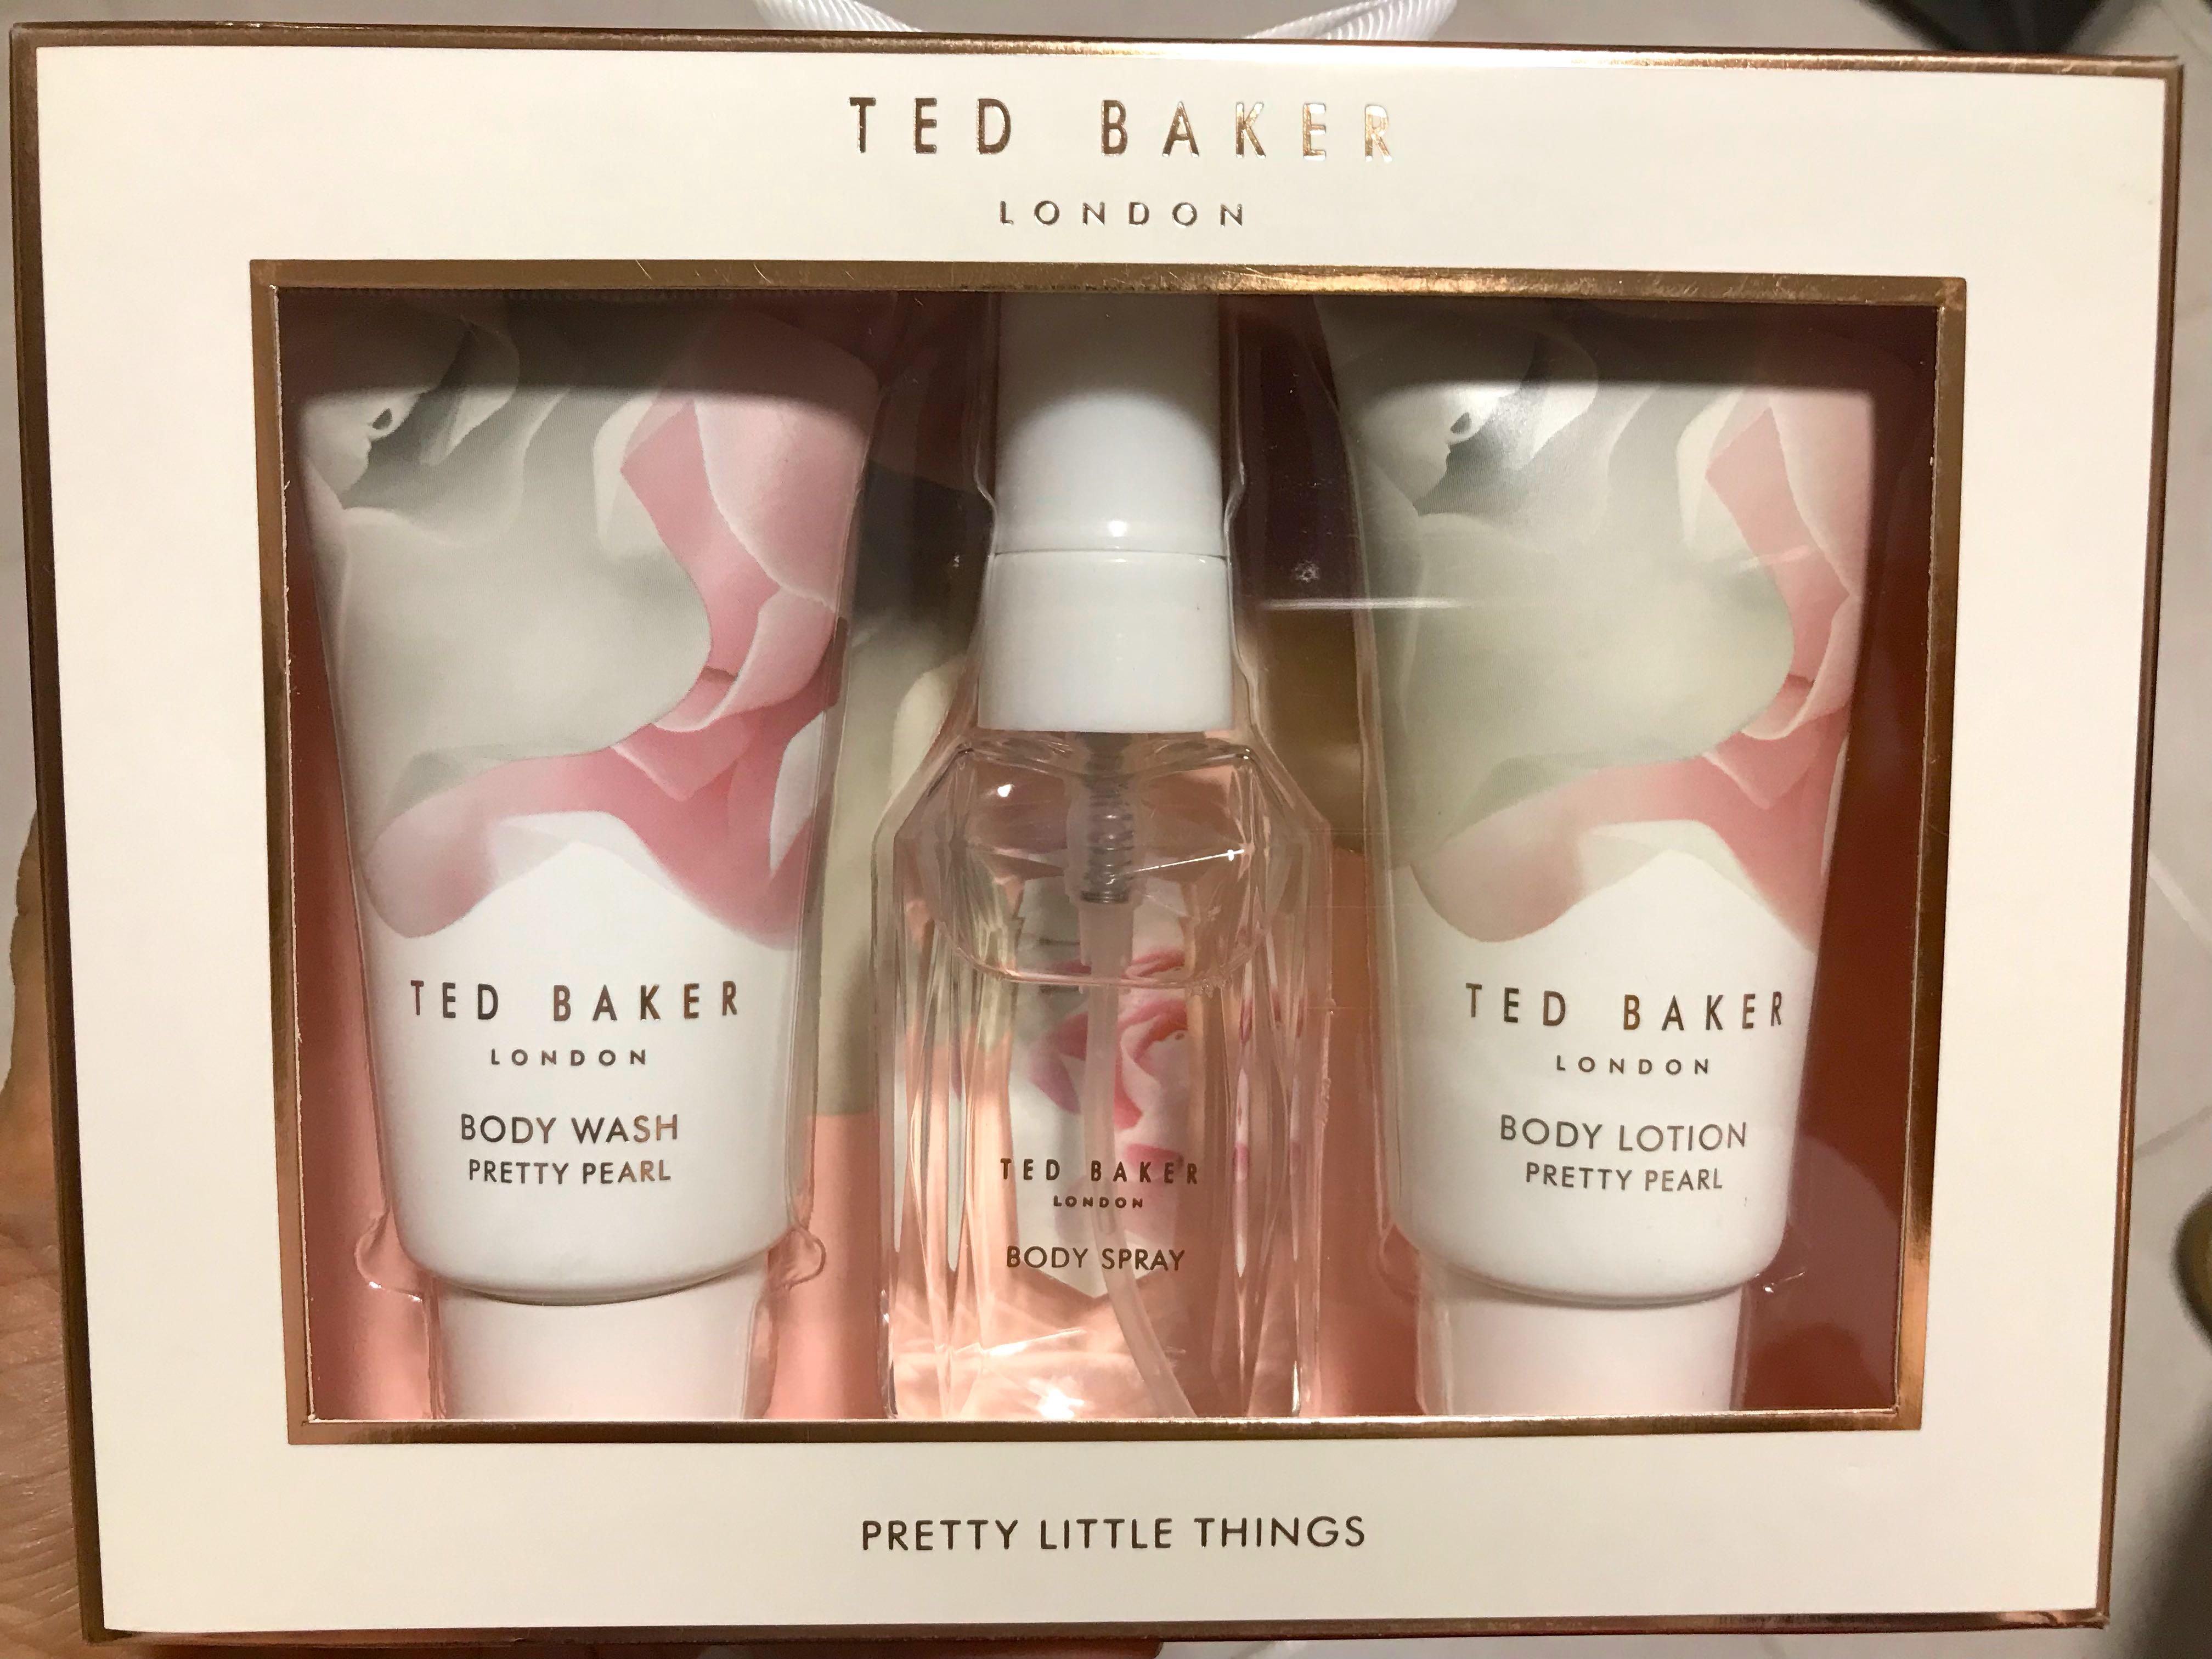 TED BAKER
LONDON
TED BAKER
LONDON
BODY WASH
PRETTY PEARL
TED BAKER
LONDON
BODY SPRAY
TED BAKER
LONDON
BODY LOTION
PRETTY PEARL
PRETTY LITTLE THINGS